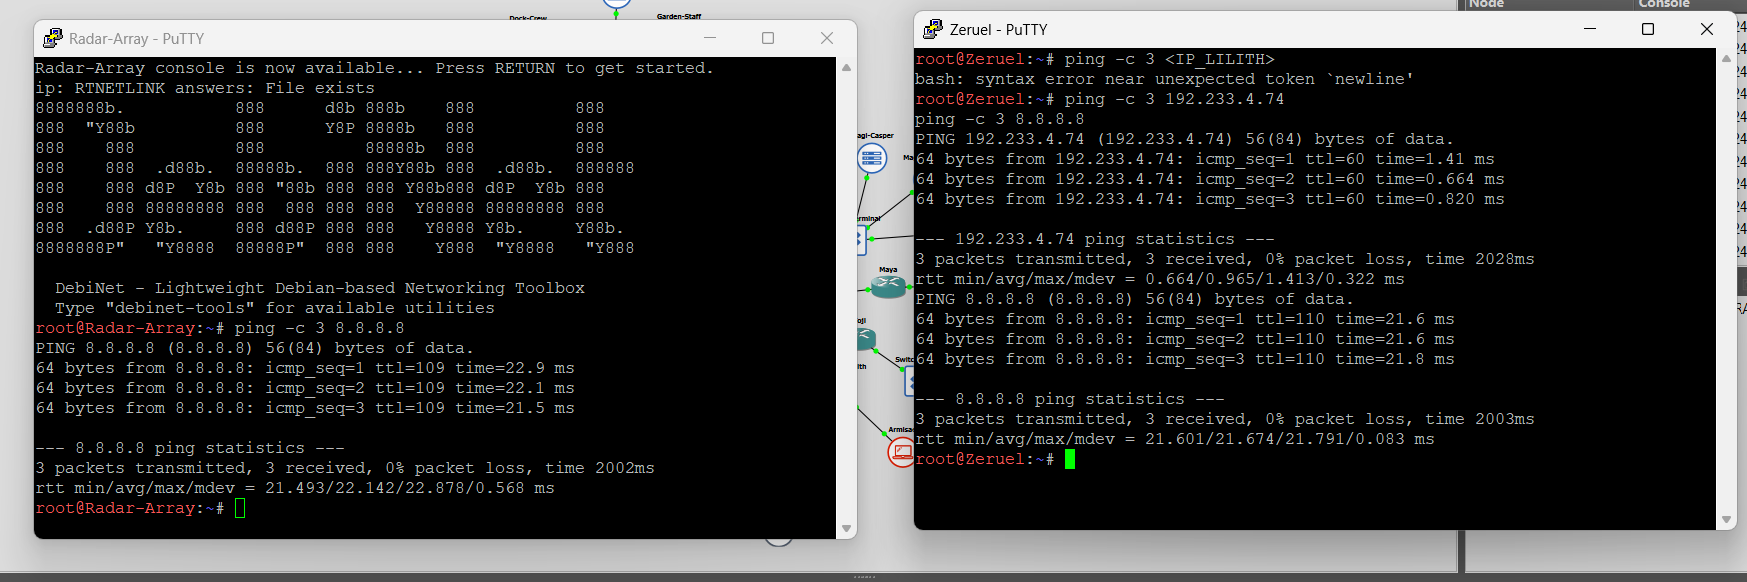 Node
Console
Dock-Crew
Garden-Staff
Radar-Array - PuTTY
Radar-Array console is now available... Press RETURN to get started.
ip: RTNETLINK answers: File exists
8888888b.           888      d8b 888b    888          888
888  "Y88b          888      Y8P 8888b   888          888
888    888          888          88888b  888          888
888    888  .d88b.  88888b.  888 888Y88b 888  .d88b.  888888
888    888 d8P  Y8b 888 "88b 888 888 Y88b888 d8P  Y8b 888
888    888 88888888 888  888 888 888  Y88888 88888888 888
888  .d88P Y8b.     888 d88P 888 888   Y8888 Y8b.     Y88b.
8888888P"   "Y8888  88888P"  888 888    Y888  "Y8888   "Y888
DebiNet - Lightweight Debian-based Networking Toolbox
Type "debinet-tools" for available utilities
root@Radar-Array:~# ping -c 3 8.8.8.8
PING 8.8.8.8 (8.8.8.8) 56(84) bytes of data.
64 bytes from 8.8.8.8: icmp_seq=1 ttl=109 time=22.9 ms
64 bytes from 8.8.8.8: icmp_seq=2 ttl=109 time=22.1 ms
64 bytes from 8.8.8.8: icmp_seq=3 ttl=109 time=21.5 ms
--- 8.8.8.8 ping statistics ---
3 packets transmitted, 3 received, 0% packet loss, time 2002ms
rtt min/avg/max/mdev = 21.493/22.142/22.878/0.568 ms
root@Radar-Array:~#
agi-Casper
Ma
erminal
Maya
oji
Switc
ith
Armisa
Zeruel - PuTTY
root@Zeruel:~# ping -c 3 <IP_LILITH>
bash: syntax error near unexpected token `newline'
root@Zeruel:~# ping -c 3 192.233.4.74
ping -c 3 8.8.8.8
PING 192.233.4.74 (192.233.4.74) 56(84) bytes of data.
64 bytes from 192.233.4.74: icmp_seq=1 ttl=60 time=1.41 ms
64 bytes from 192.233.4.74: icmp_seq=2 ttl=60 time=0.664 ms
64 bytes from 192.233.4.74: icmp_seq=3 ttl=60 time=0.820 ms
--- 192.233.4.74 ping statistics ---
3 packets transmitted, 3 received, 0% packet loss, time 2028ms
rtt min/avg/max/mdev = 0.664/0.965/1.413/0.322 ms
PING 8.8.8.8 (8.8.8.8) 56(84) bytes of data.
64 bytes from 8.8.8.8: icmp_seq=1 ttl=110 time=21.6 ms
64 bytes from 8.8.8.8: icmp_seq=2 ttl=110 time=21.6 ms
64 bytes from 8.8.8.8: icmp_seq=3 ttl=110 time=21.8 ms
--- 8.8.8.8 ping statistics ---
3 packets transmitted, 3 received, 0% packet loss, time 2003ms
rtt min/avg/max/mdev = 21.601/21.674/21.791/0.083 ms
root@Zeruel:~#